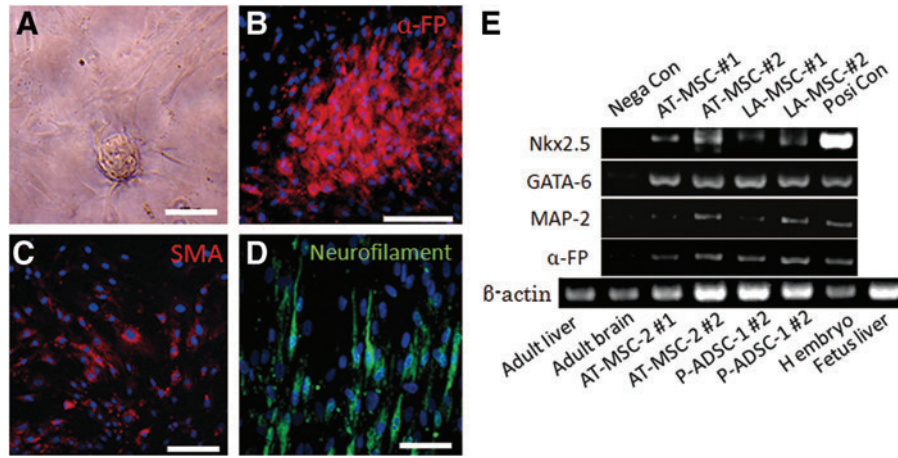 A
B
α-FP
C
SMA
D
Neurofilament
E
Nega Con
AT-MSC-#1
AT-MSC-#2
LA-MSC-#1
LA-MSC-#2
Posi Con
Nkx2.5
GATA-6
MAP-2
α-FP
β-actin
Adult liver
Adult brain
AT-MSC-2 #1
AT-MSC-2 #2
P-ADSC-1 #2
P-ADSC-1 #2
H embryo
Fetus liver